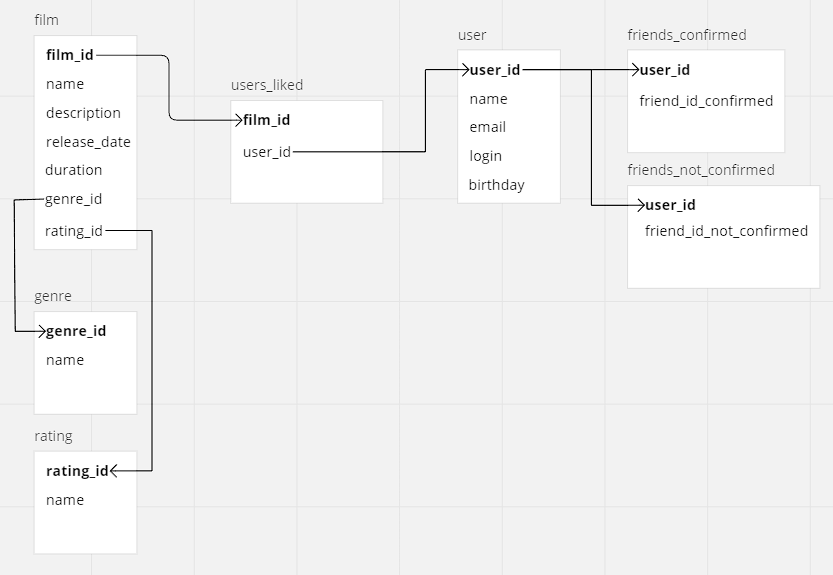 film
film_id
name
description
release_date
duration
genre_id
rating_id
users_liked
film_id
user_id
user
user_id
name
email
login
birthday
friends_confirmed
user_id
friend_id_confirmed
friends_not_confirmed
user_id
friend_id_not_confirmed
genre
genre_id
name
rating
rating_id
name